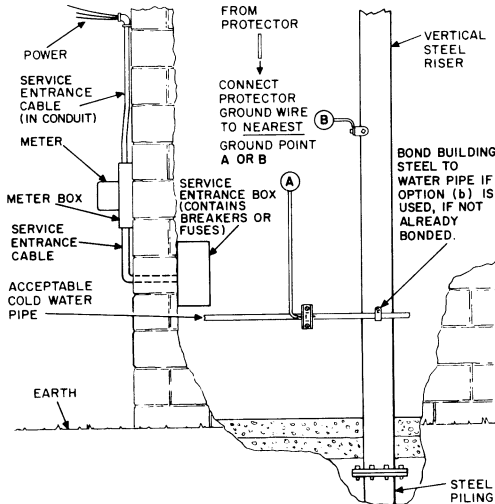 POWER
SERVICE
ENTRANCE
CABLE
(IN CONDUIT)
METER
METER BOX
SERVICE
ENTRANCE
CABLE
ACCEPTABLE
COLD WATER
PIPE
EARTH
SERVICE
ENTRANCE BOX
(CONTAINS
BREAKERS OR
FUSES)
FROM
PROTECTOR
CONNECT
PROTECTOR
GROUND WIRE
TO NEAREST
GROUND POINT
A OR B
A
B
VERTICAL
STEEL
RISER
BOND BUILDING
STEEL TO
WATER PIPE IF
OPTION (b) IS
USED, IF NOT
ALREADY
BONDED.
STEEL
PILING